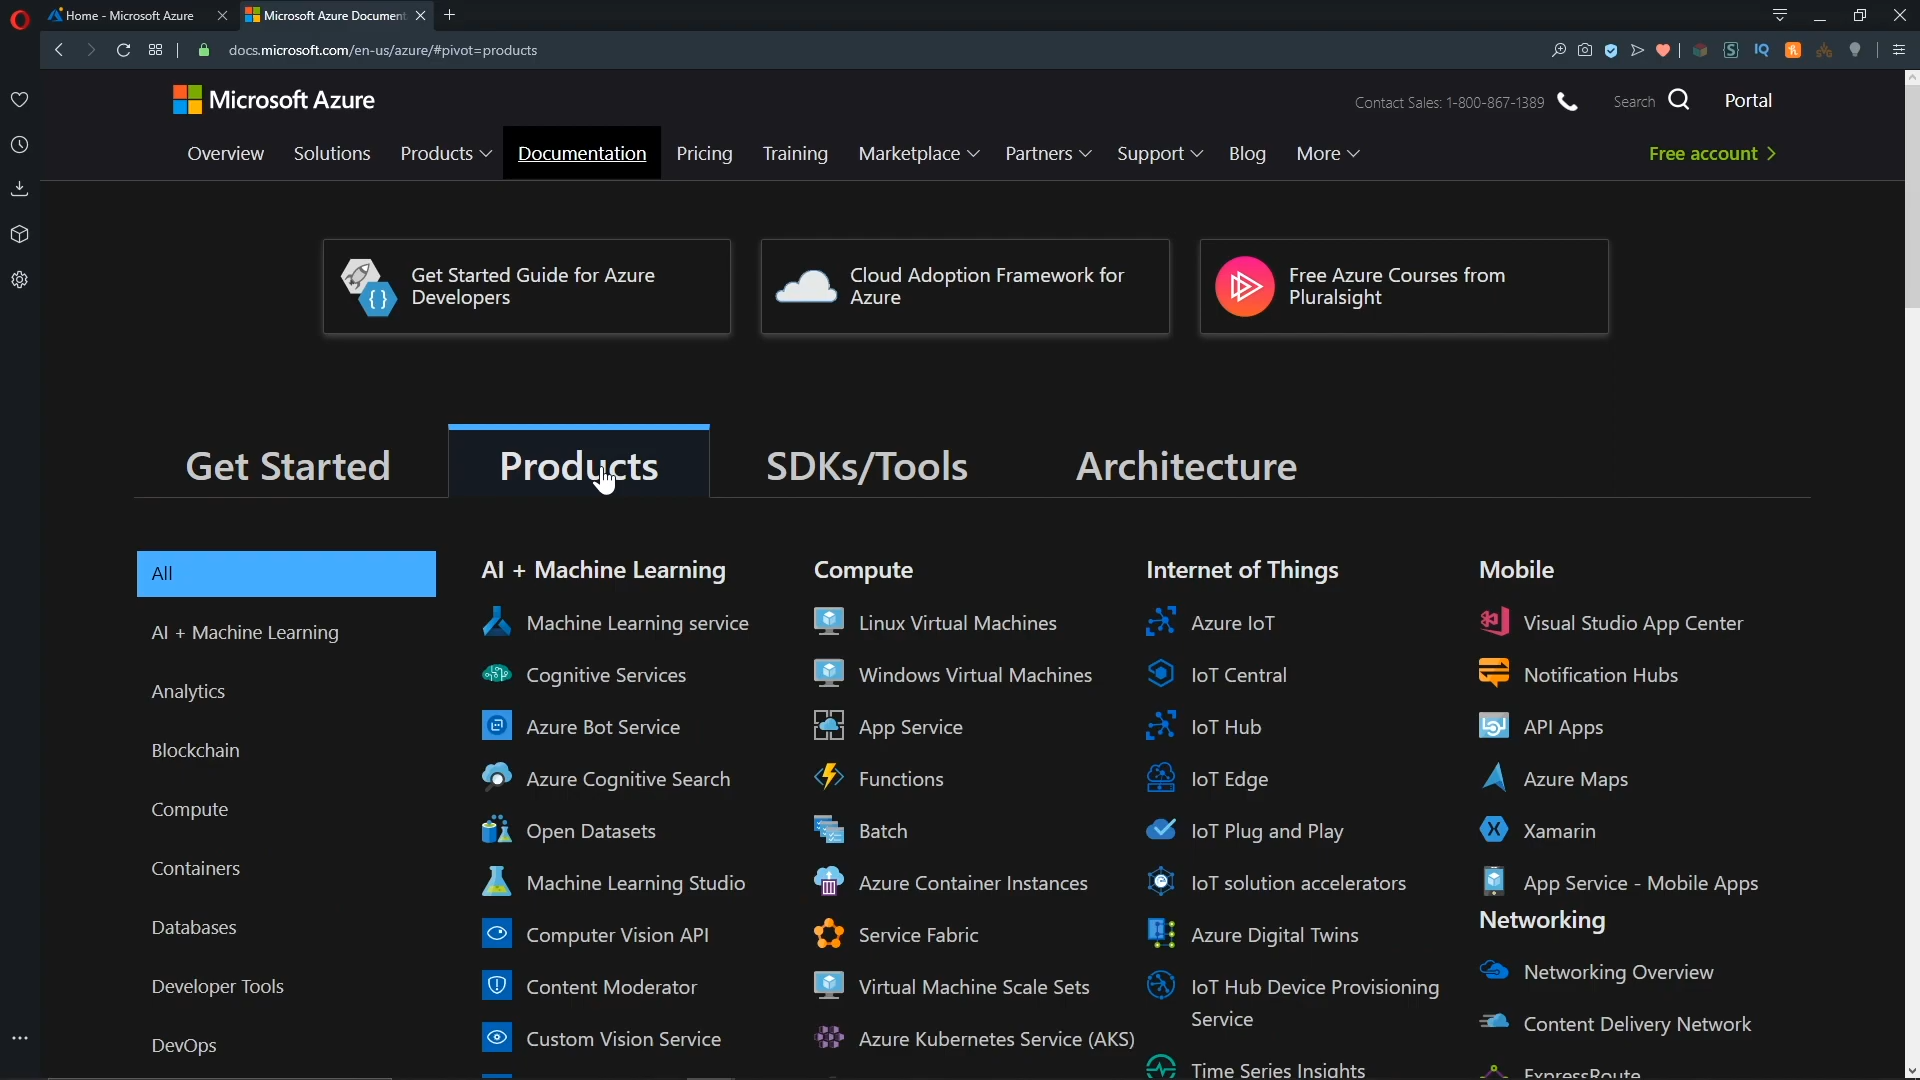 Home - Microsoft Azure
Microsoft Azure Document
docs.microsoft.com/en-us/azure/#pivot=products
IQ
Microsoft Azure
Contact Sales: 1-800-867-1389
Search
Portal
Overview
Solutions
Products
Documentation
Pricing
Training
Marketplace
Partners
Support
Blog
More
Free account
Get Started Guide for Azure
Developers
Cloud Adoption Framework for
Azure
Free Azure Courses from
Pluralsight
Get Started
Products
SDKs/Tools
Architecture
All
AI + Machine Learning
Analytics
Blockchain
Compute
Containers
Databases
Developer Tools
DevOps
AI + Machine Learning
Machine Learning service
Cognitive Services
Azure Bot Service
Azure Cognitive Search
Open Datasets
Machine Learning Studio
Computer Vision API
Content Moderator
Custom Vision Service
Compute
Linux Virtual Machines
Windows Virtual Machines
App Service
Functions
Batch
Azure Container Instances
Service Fabric
Virtual Machine Scale Sets
Azure Kubernetes Service (AKS)
Internet of Things
Azure IoT
IoT Central
IoT Hub
IoT Edge
IoT Plug and Play
IoT solution accelerators
Azure Digital Twins
IoT Hub Device Provisioning
Service
Time Series Insights
Mobile
Visual Studio App Center
Notification Hubs
API Apps
Azure Maps
Xamarin
App Service - Mobile Apps
Networking
Networking Overview
Content Delivery Network
ExpressRoute